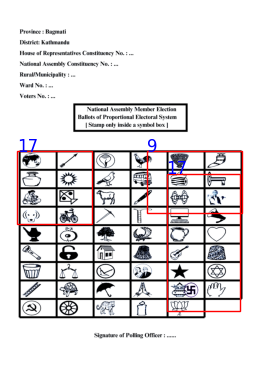 Province : Bagmati
District: Kathmandu
House of Representatives Constituency No. : ...
National Assembly Constituency No. : ...
Rural/Municipality : ...
Ward No. : ...
Voters No. : ...
National Assembly Member Election
Ballots of Proportional Electoral System
[ Stamp only inside a symbol box ]
17
9
17
Signature of Polling Officer : ......